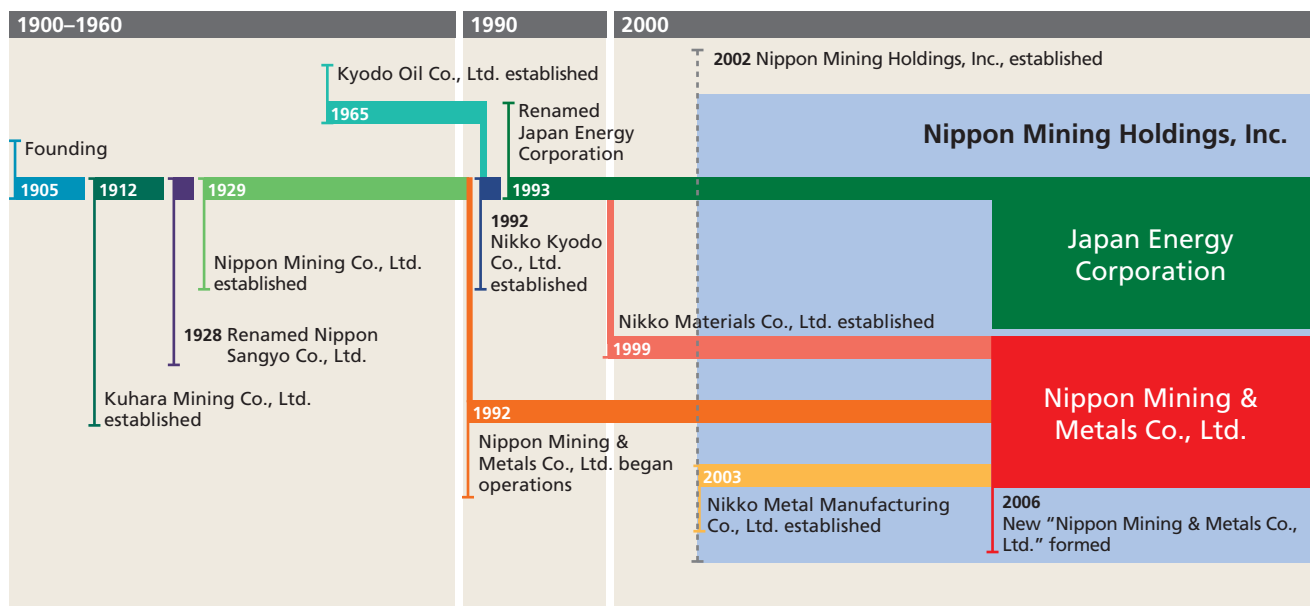 1900–1960
1990
2000
2002 Nippon Mining Holdings, Inc., established
Kyodo Oil Co., Ltd. established
1965
Renamed
Japan Energy
Corporation
Nippon Mining Holdings, Inc.
Founding
1905
1912
1929
1993
1992
Nikko Kyodo
Co., Ltd.
established
Japan Energy
Corporation
Nippon Mining Co., Ltd.
established
Nikko Materials Co., Ltd. established
1999
1928 Renamed Nippon
Sangyo Co., Ltd.
Kuhara Mining Co., Ltd.
established
1992
Nippon Mining &
Metals Co., Ltd.
Nippon Mining &
Metals Co., Ltd. began
operations
2003
Nikko Metal Manufacturing
Co., Ltd. established
2006
New “Nippon Mining & Metals Co.,
Ltd.” formed